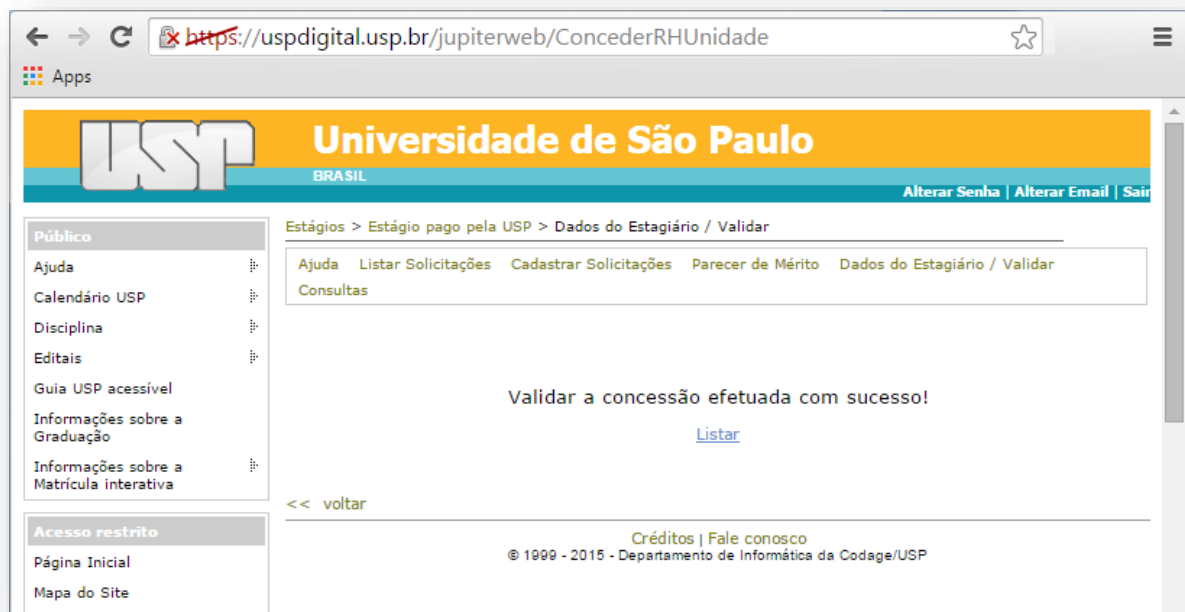 https://uspdigital.usp.br/jupiterweb/ConcederRHUnidade
Apps
USP
Universidade de São Paulo
BRASIL
Alterar Senha | Alterar Email | Sair
Público
Ajuda
Calendário USP
Disciplina
Editais
Guia USP acessível
Informações sobre a
Graduação
Informações sobre a
Matrícula interativa
Acesso restrito
Página Inicial
Mapa do Site
Estágios > Estágio pago pela USP > Dados do Estagiário / Validar
Ajuda Listar Solicitações Cadastrar Solicitações Parecer de Mérito Dados do Estagiário / Validar
Consultas
Validar a concessão efetuada com sucesso!
Listar
<< voltar
Créditos | Fale conosco
© 1999 - 2015 - Departamento de Informática da Codage/USP